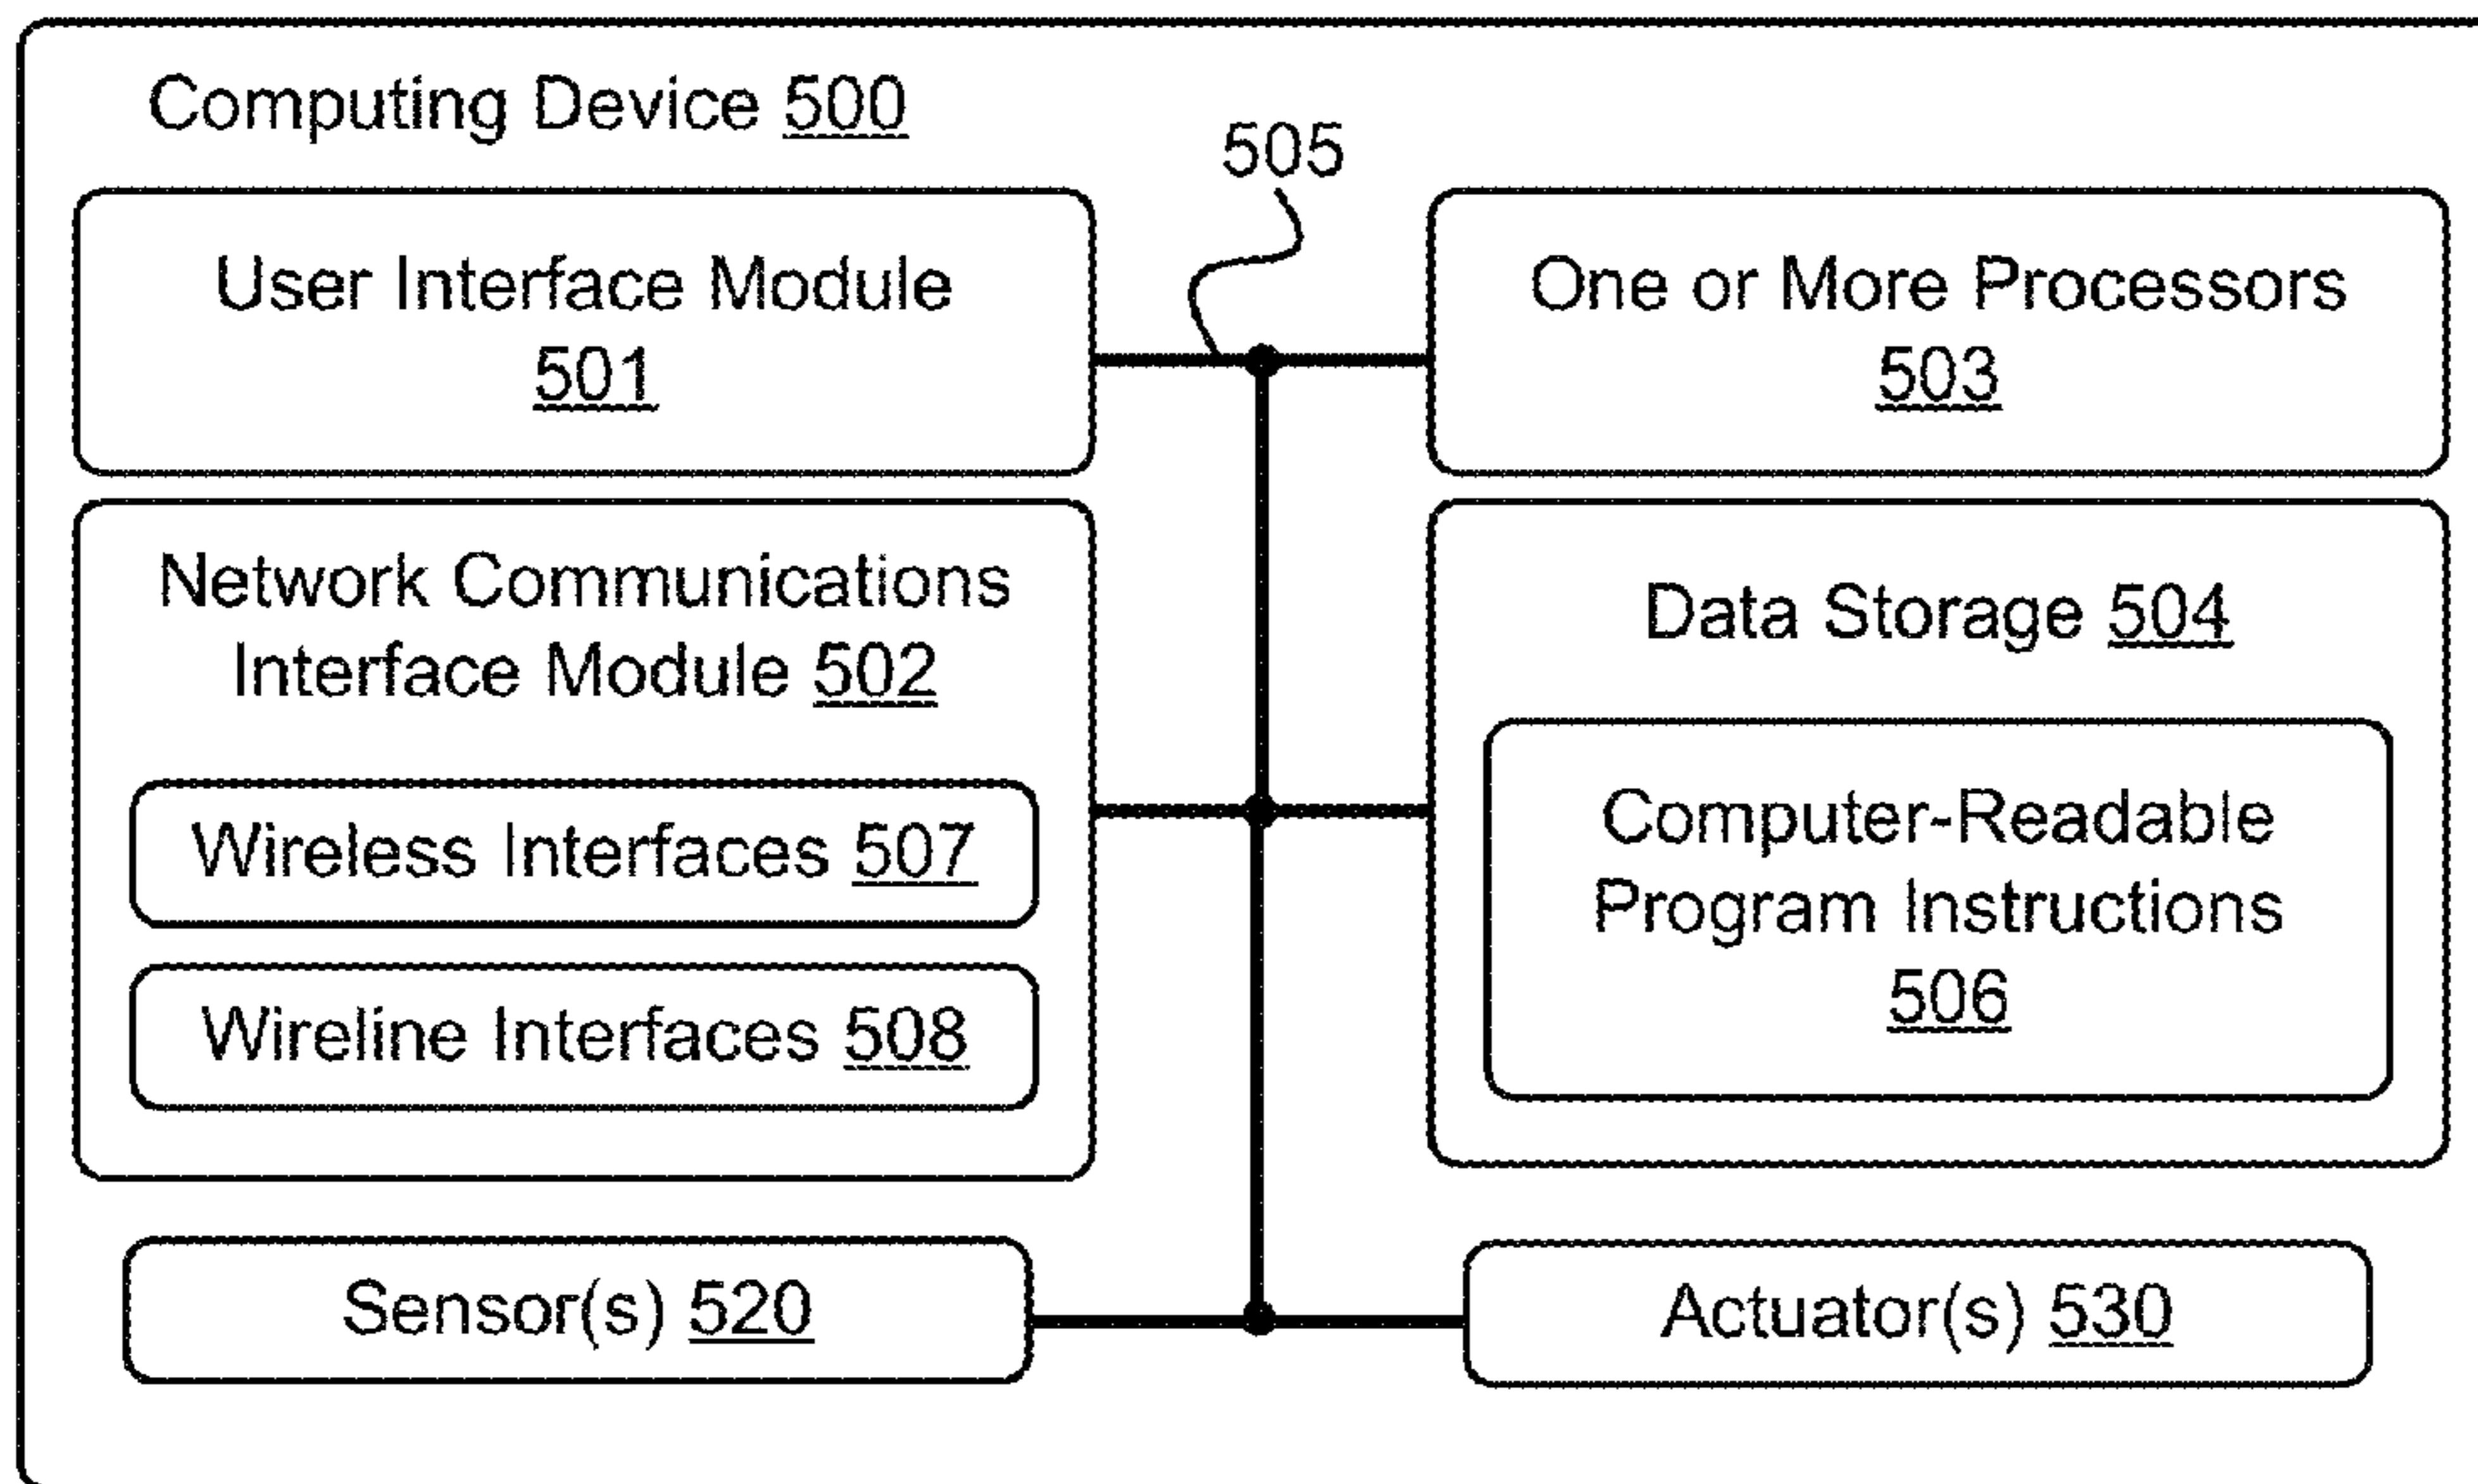 Computing Device 500
505
User Interface Module
501
One or More Processors
503
Network Communications
Interface Module 502
Wireless Interfaces 507
Wireline Interfaces 508
Data Storage 504
Computer-Readable
Program Instructions
506
Sensor(s) 520
Actuator(s) 530